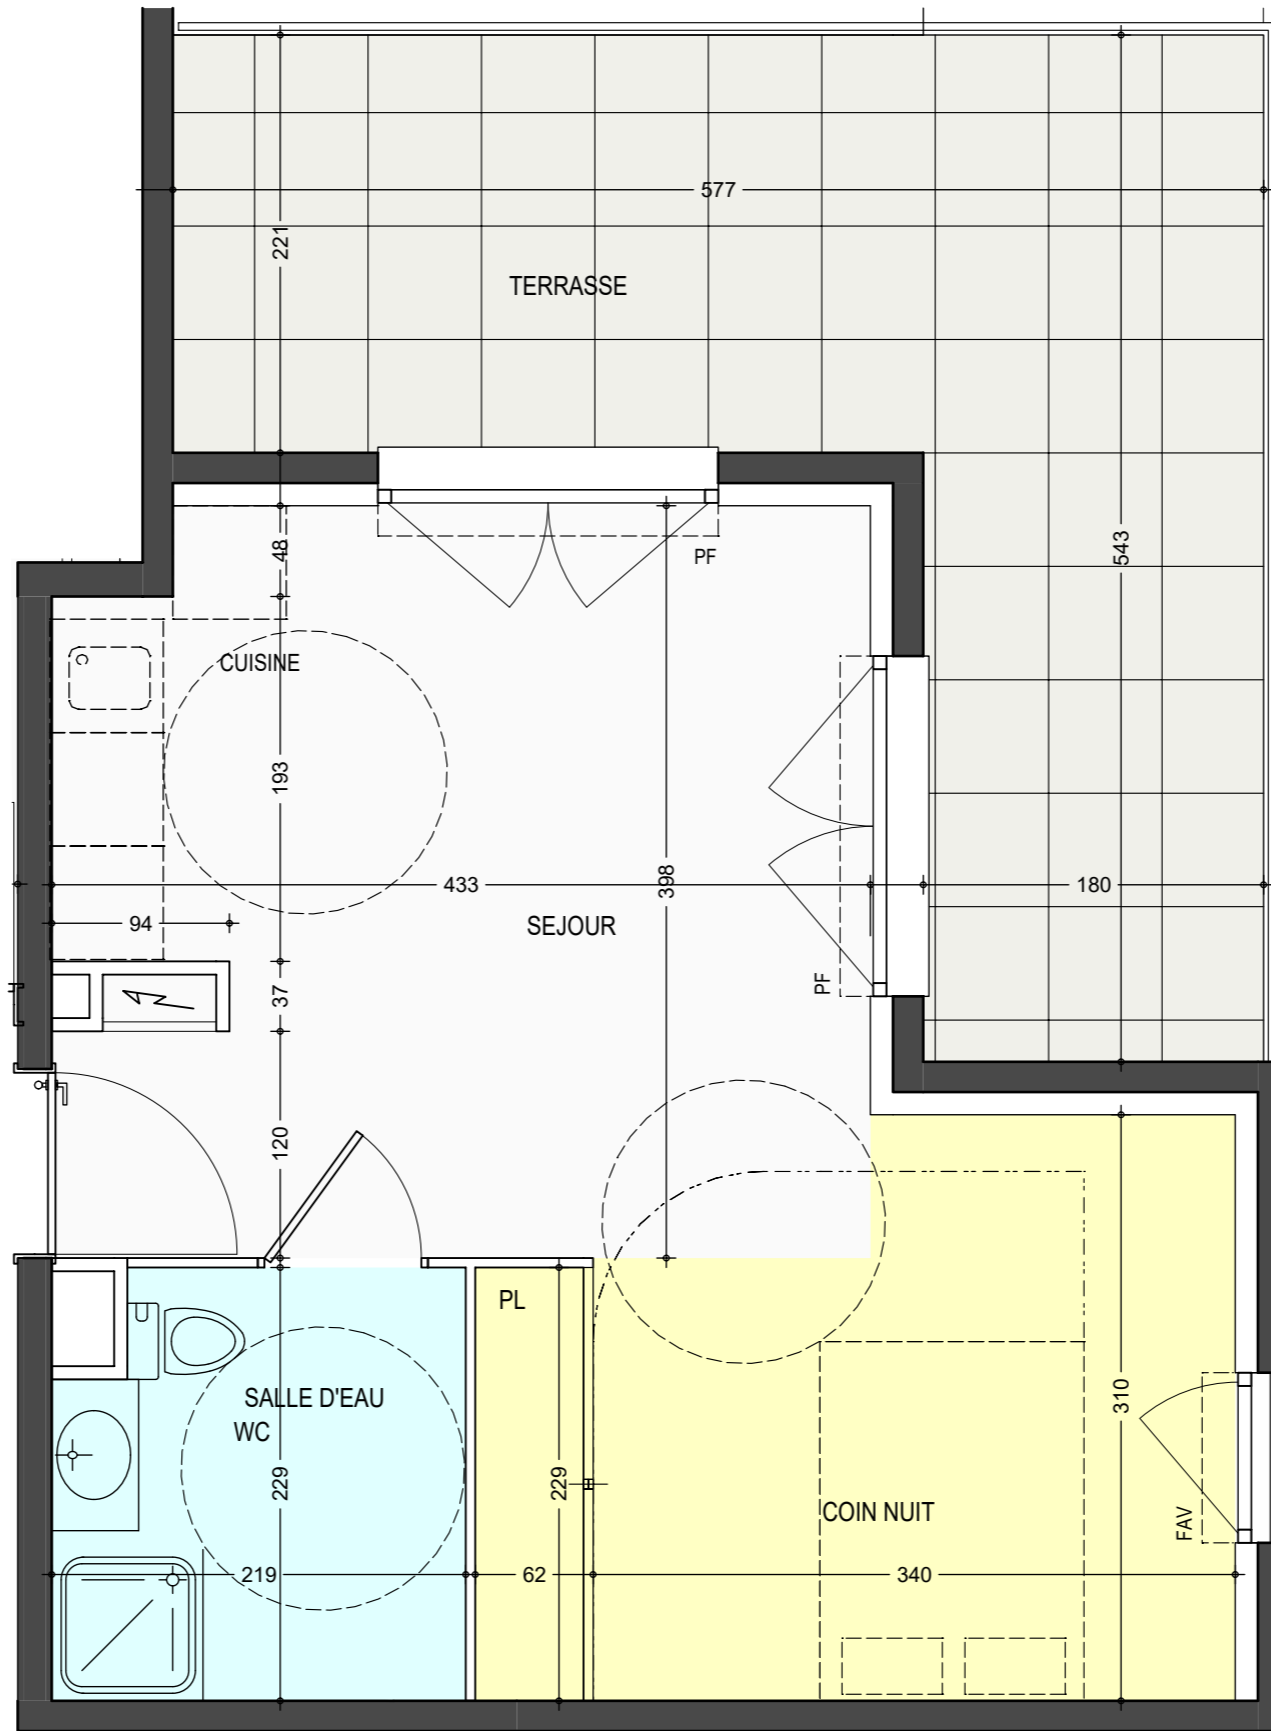 577
221
TERRASSE
543
48
PF
CUISINE
193
433
398
180
94
SEJOUR
PF
37
120
PL
310
SALLE D'EAU
WC
229
229
COIN NUIT
FAV
219
62
340